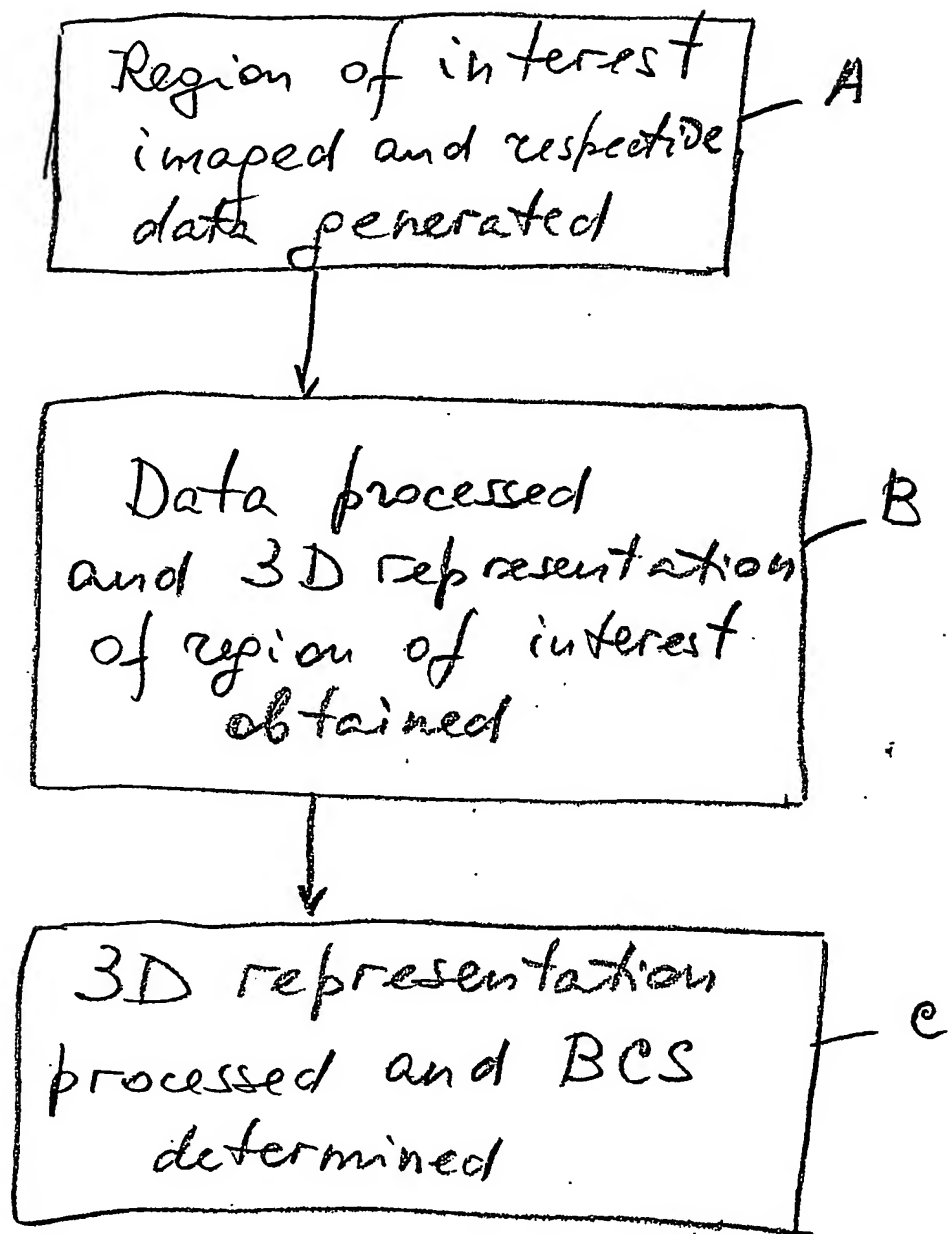 Region of interest
imaged and respective
data generated
A
Data processed
and 3D representation
of region of interest
obtained
B
3D representation
processed and BCS
determined
C